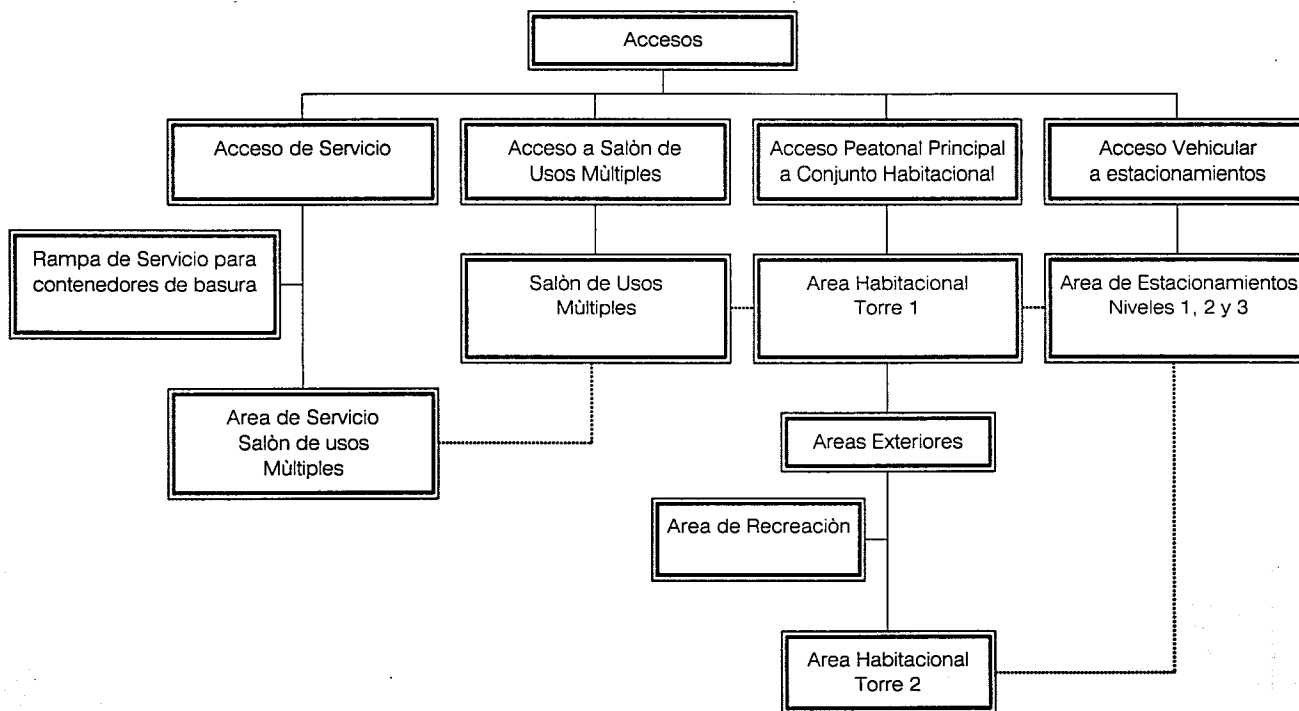 Accesos
Acceso de Servicio
Acceso a Salòn de
Usos Mùltiples
Acceso Peatonal Principal
a Conjunto Habitacional
Acceso Vehicular
a estacionamientos
Rampa de Servicio para
contenedores de basura
Salòn de Usos
Mùltiples
Area Habitacional
Torre 1
Area de Estacionamientos
Niveles 1, 2 y 3
Area de Servicio
Salòn de usos
Mùltiples
Areas Exteriores
Area de Recreaciòn
Area Habitacional
Torre 2